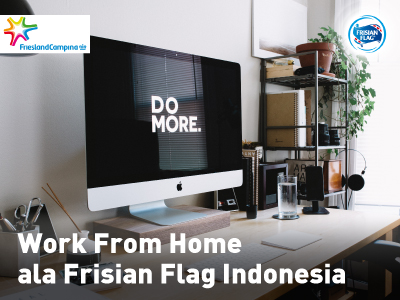 FrieslandCampina
FRISIAN
FLAG
DO
MORE.
Work From Home
ala Frisian Flag Indonesia